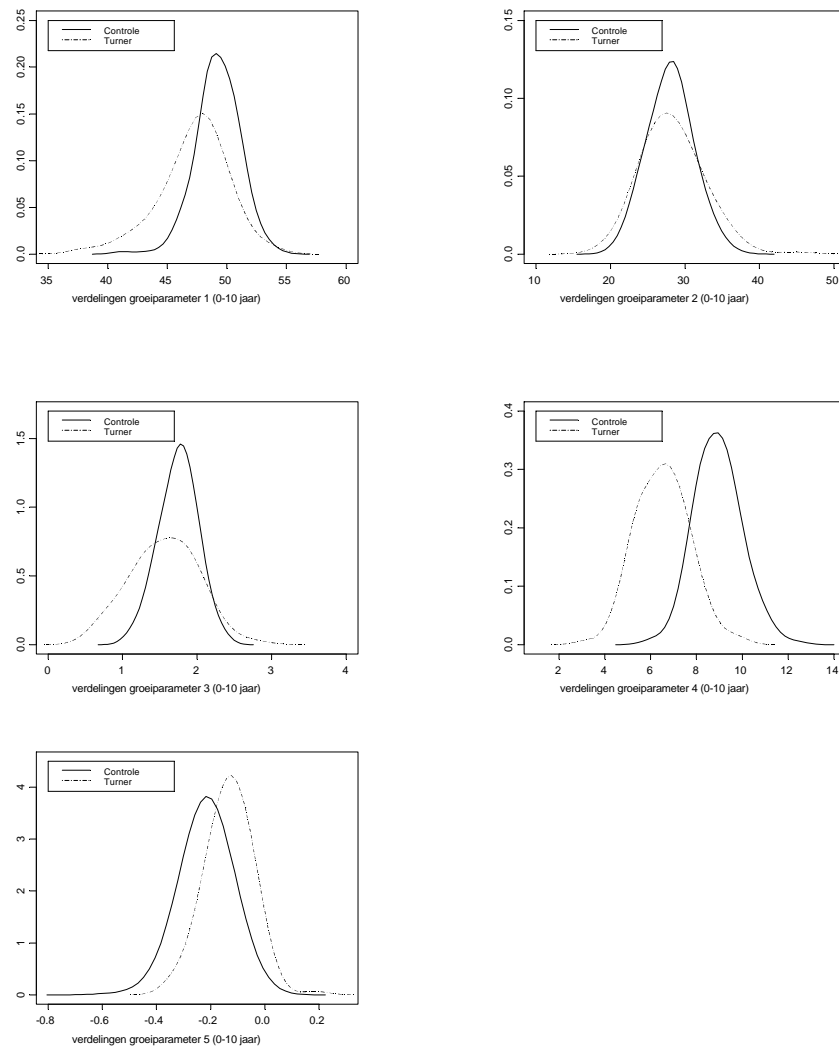 0.25
0.20
0.15
0.10
0.05
0.0
Controle
Turner
35 40 45 50 55 60
verdelingen groeiparameter 1 (0-10 jaar)
0.15
0.10
0.05
0.0
Controle
Turner
10 20 30 40 50
verdelingen groeiparameter 2 (0-10 jaar)
1.5
1.0
0.5
0.0
Controle
Turner
0 1 2 3 4
verdelingen groeiparameter 3 (0-10 jaar)
0.4
0.3
0.2
0.1
0.0
Controle
Turner
2 4 6 8 10 12 14
verdelingen groeiparameter 4 (0-10 jaar)
4
3
2
1
0
Controle
Turner
-0.8 -0.6 -0.4 -0.2 0.0 0.2
verdelingen groeiparameter 5 (0-10 jaar)